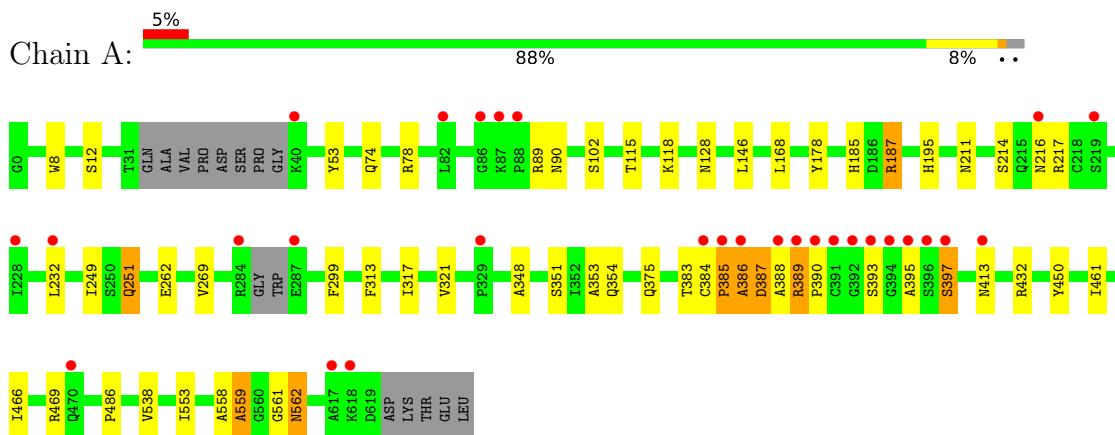 5%
Chain A:
88% 8% • •
G0 W8 S12 T31 GLN ALA VAL PRO ASP SER PRO GLY K40 Y53 Q74 R78 L82 G86 K87 P88 R89 N90 S102 T115 K118 N128 L146 L168 Y178 H185 D186 R187 H195 N211 S214 Q215 N216 R217 C218 S219
I228 L232 I249 S250 Q251 E262 V269 R284 GLY TRP E287 F299 F313 I317 V321 P329 A348 S351 I352 A353 Q354 Q375 T383 C384 P385 A386 D387 A388 R389 P390 C391 G392 S393 G394 A395 S396 S397 N413 R432 Y450 I461
I466 R469 Q470 P486 V538 I553 A558 A559 G560 G561 N562 A617 K618 D619 ASP LYS THR GLU LEU